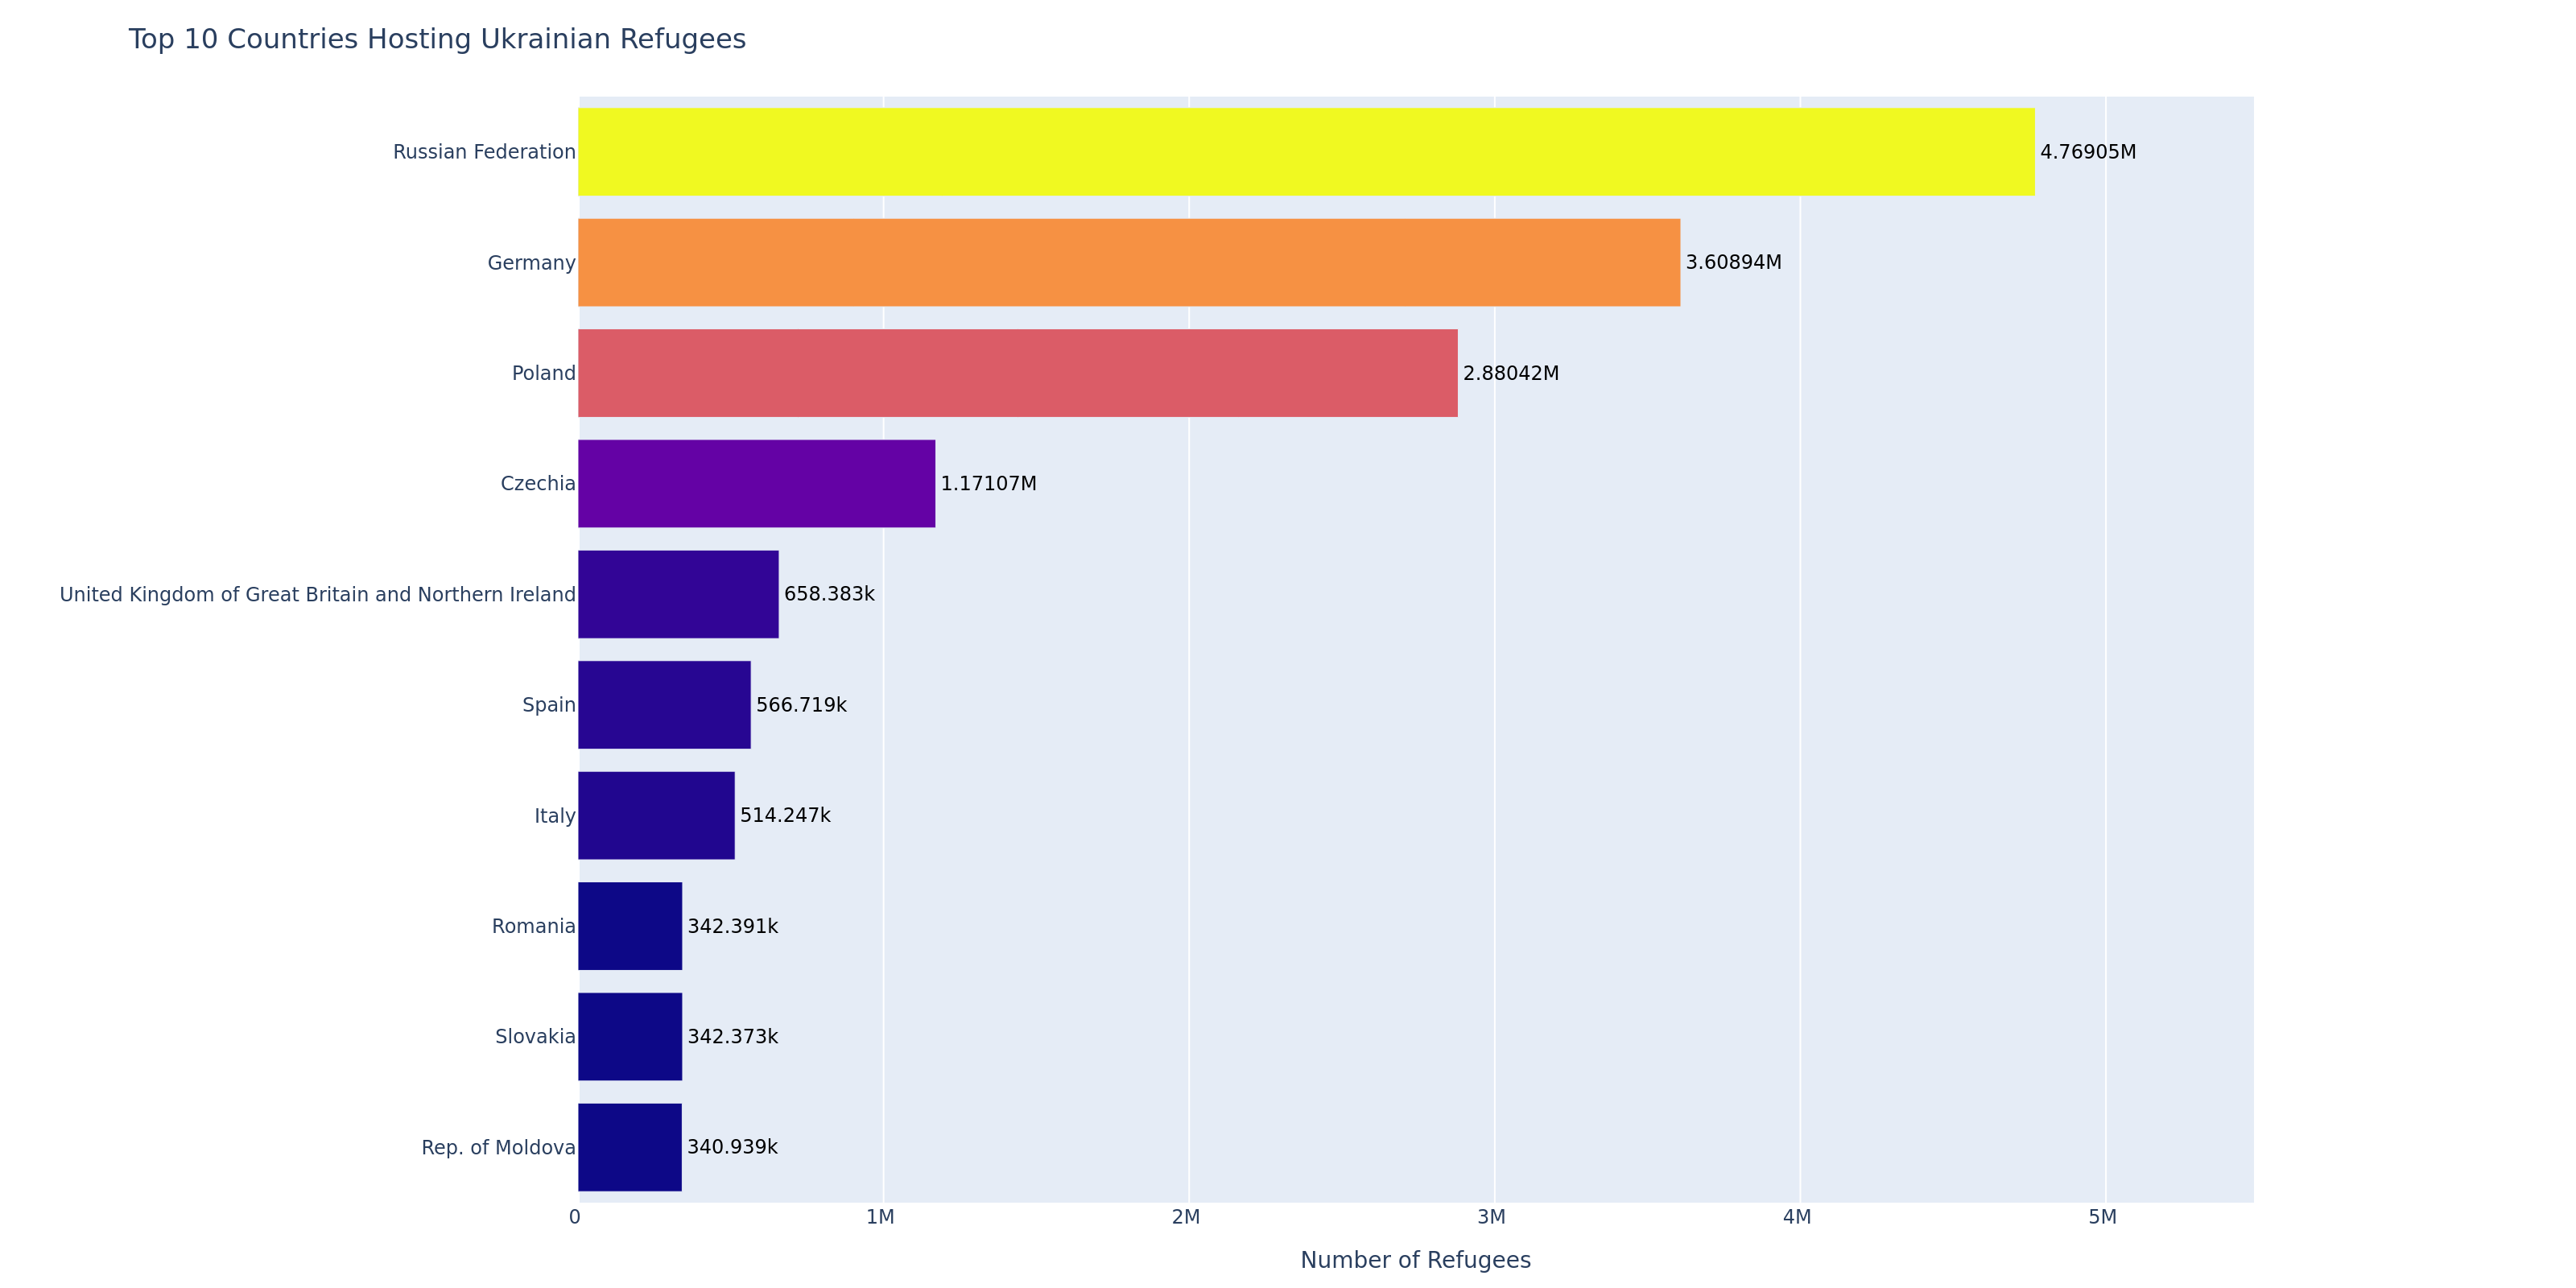 Top 10 Countries Hosting Ukrainian Refugees
Russian Federation 4.76905M
Germany 3.60894M
Poland 2.88042M
Czechia 1.17107M
United Kingdom of Great Britain and Northern Ireland 658.383k
Spain 566.719k
Italy 514.247k
Romania 342.391k
Slovakia 342.373k
Rep. of Moldova 340.939k
0 1M 2M 3M 4M 5M
Number of Refugees